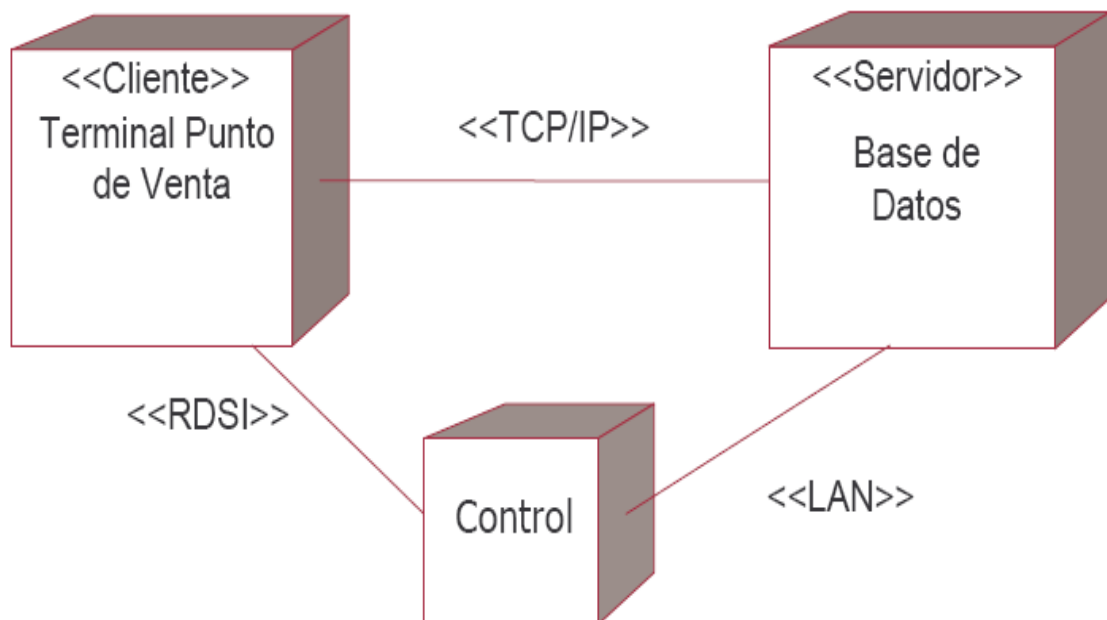 <<Cliente>>
Terminal Punto
de Venta
<<TCP/IP>>
<<Servidor>>
Base de
Datos
<<RDSI>>
Control
<<LAN>>